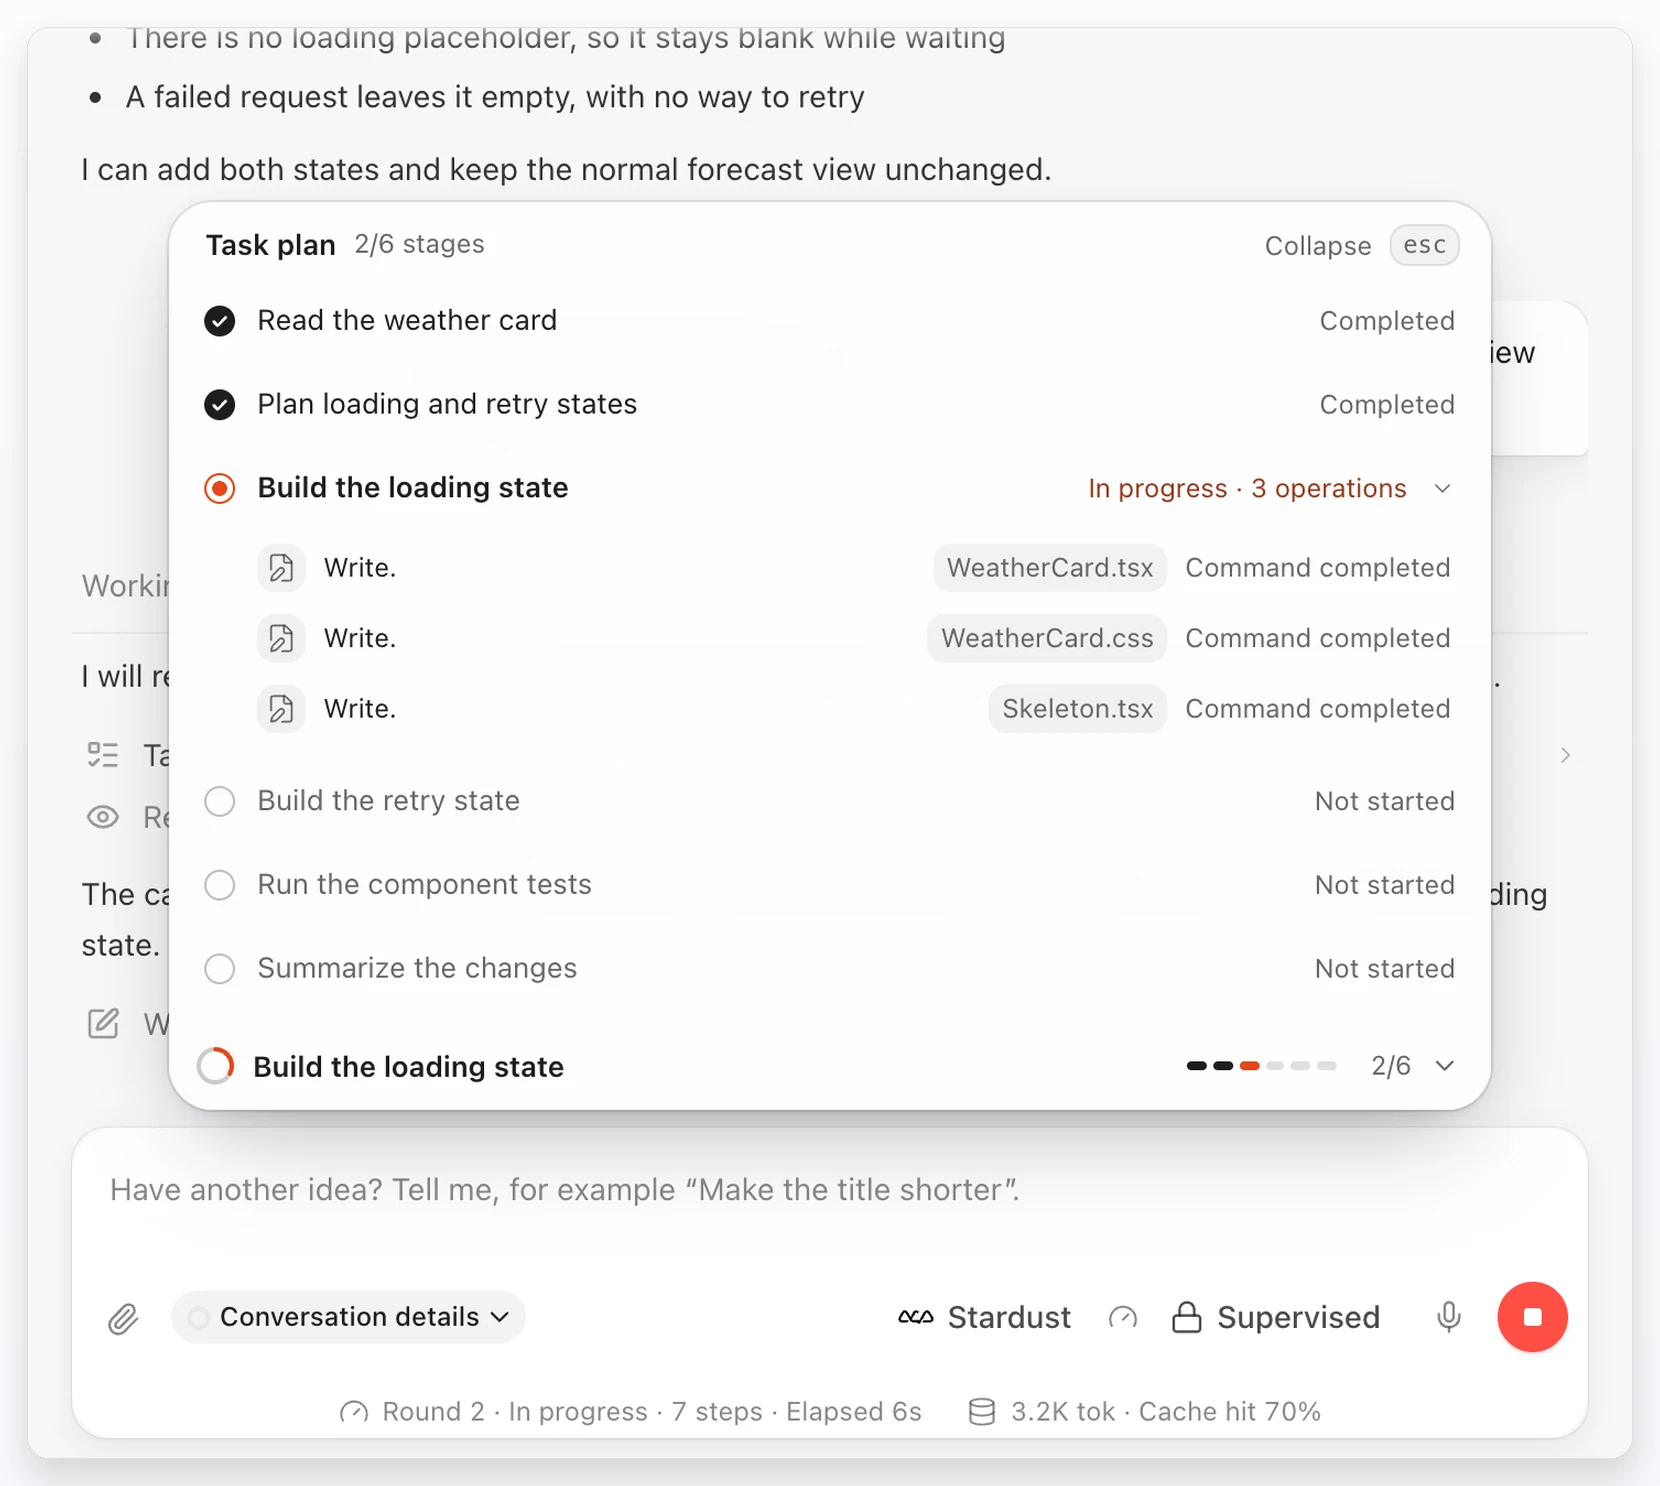 There is no loading placeholder, so it stays blank while waiting
A failed request leaves it empty, with no way to retry
I can add both states and keep the normal forecast view unchanged.
Task plan 2/6 stages Collapse esc
Read the weather card Completed
Plan loading and retry states Completed
Build the loading state In progress · 3 operations
Write. WeatherCard.tsx Command completed
Write. WeatherCard.css Command completed
Write. Skeleton.tsx Command completed
I will
Build the retry state Not started
Run the component tests Not started
The
state.
Summarize the changes Not started
Build the loading state 2/6
Have another idea? Tell me, for example “Make the title shorter”.
Conversation details Stardust Supervised
Round 2 · In progress · 7 steps · Elapsed 6s 3.2K tok · Cache hit 70%